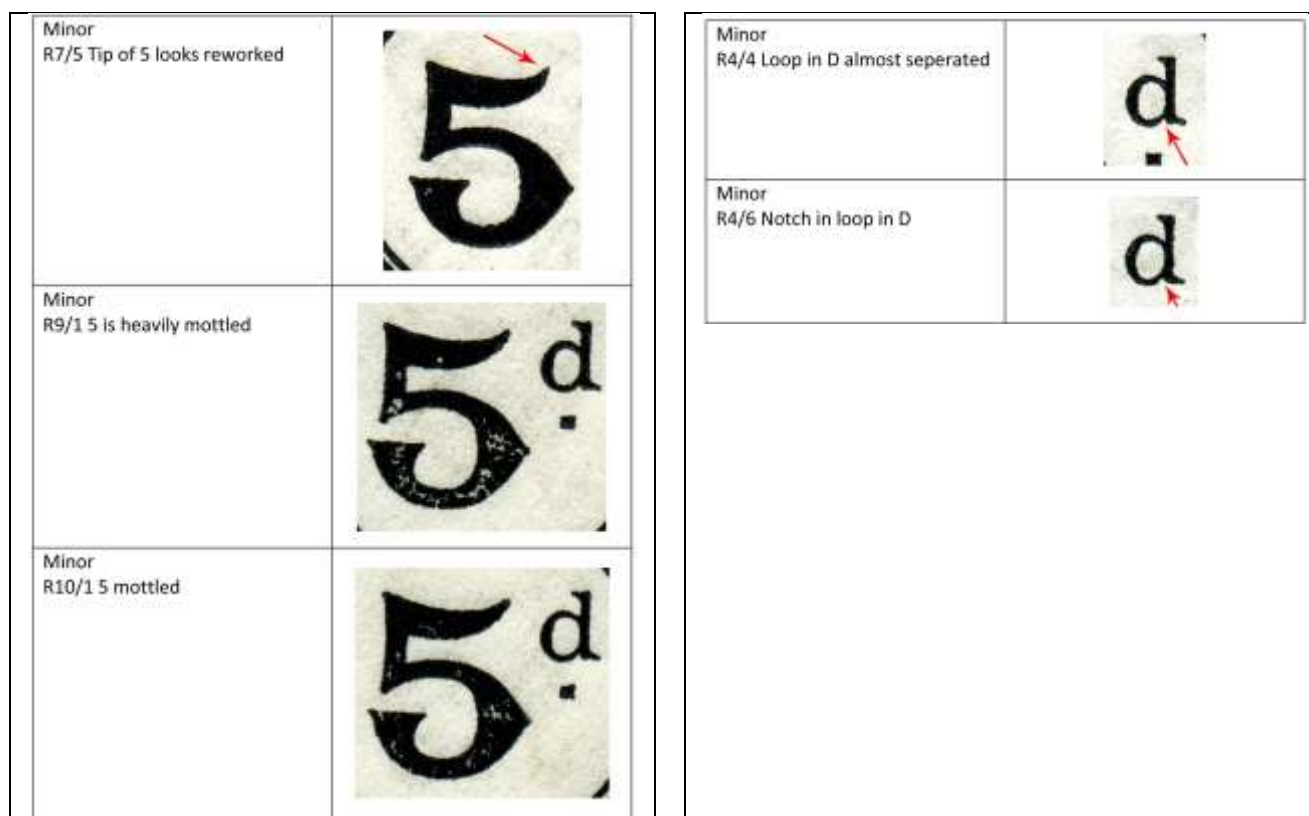 Minor
R7/5 Tip of 5 looks reworked
5
Minor
R9/1 5 is heavily mottled
5d.
Minor
R10/1 5 mottled
5d.
Minor
R4/4 Loop in D almost seperated
d.
Minor
R4/6 Notch in loop in D
d